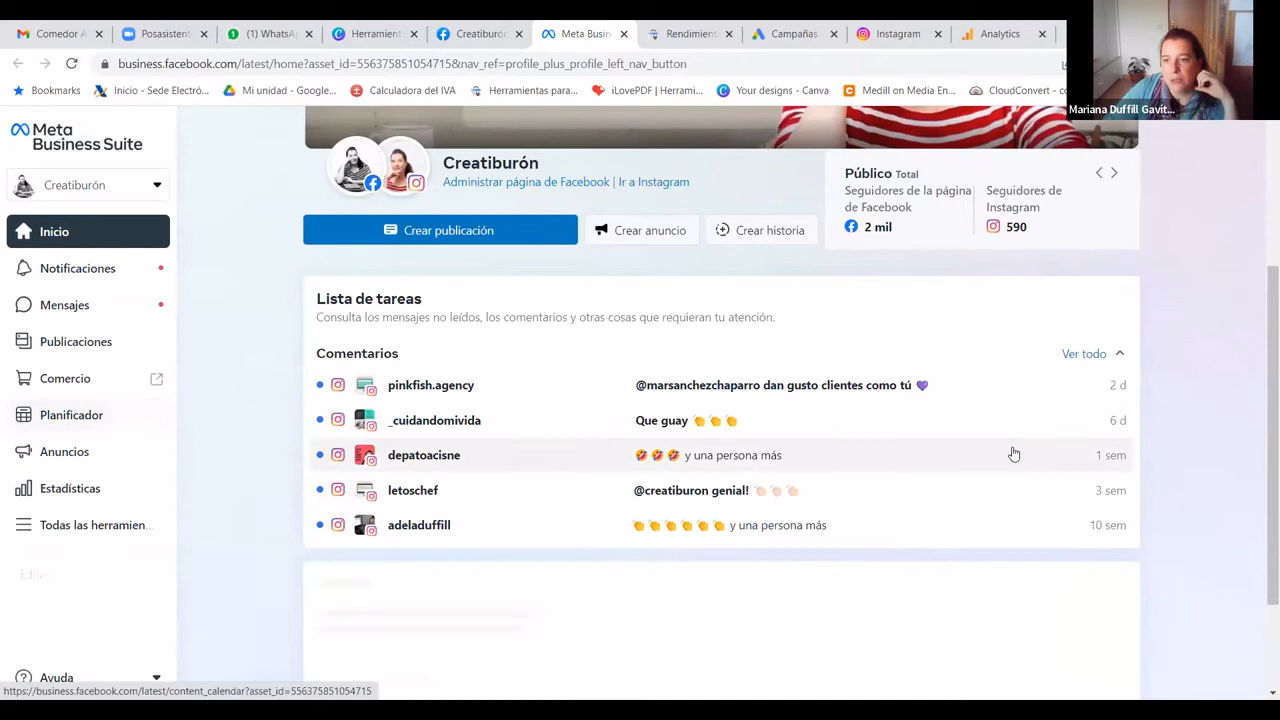 Comedor A
Posasistent
(1) WhatsA
Herramient
Creatiburó
Meta Busin
Rendimien
Campañas
Instagram
Analytics
business.facebook.com/latest/home?asset_id=556375851054715&nav_ref=profile_plus_profile_left_nav_button
Bookmarks
Inicio - Sede Electró...
Mi unidad - Google...
Calculadora del IVA
Herramientas para...
iLovePDF | Herrami...
Your designs - Canva
Medill on Media En...
CloudConvert - co
Mariana Duffill Gavit...
Meta
Business Suite
Creatiburón
Inicio
Notificaciones
Mensajes
Publicaciones
Comercio
Planificador
Anuncios
Estadísticas
Todas las herramien...
Ayuda
Creatiburón
Administrar página de Facebook | Ir a Instagram
Crear publicación
Crear anuncio
Crear historia
Público Total
Seguidores de la página
de Facebook
2 mil
Seguidores de
Instagram
590
Lista de tareas
Consulta los mensajes no leídos, los comentarios y otras cosas que requieran tu atención.
Comentarios
Ver todo
pinkfish.agency @marsanchezchaparro dan gusto clientes como tú 💜 2 d
_cuidandomivida Que guay 👏 👏 👏 6 d
depatoacisne 🤣 🤣 🤣 y una persona más 1 sem
letoschef @creatiburon genial! 👏🏻 👏🏻 👏🏻 3 sem
adeladuffill 👏 👏 👏 👏 👏 👏 y una persona más 10 sem
https://business.facebook.com/latest/content_calendar?asset_id=556375851054715